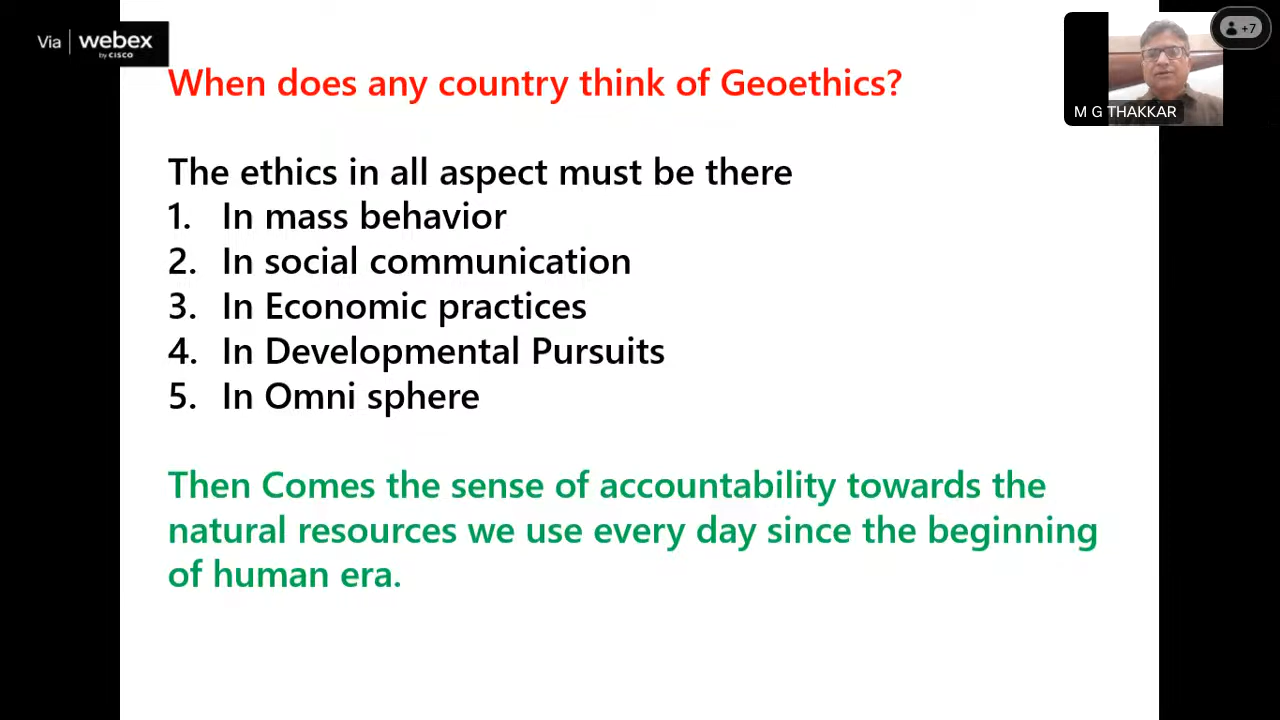 Via webex
by CISCO
+7
M G THAKKAR
When does any country think of Geoethics?
The ethics in all aspect must be there
1. In mass behavior
2. In social communication
3. In Economic practices
4. In Developmental Pursuits
5. In Omni sphere
Then Comes the sense of accountability towards the
natural resources we use every day since the beginning
of human era.